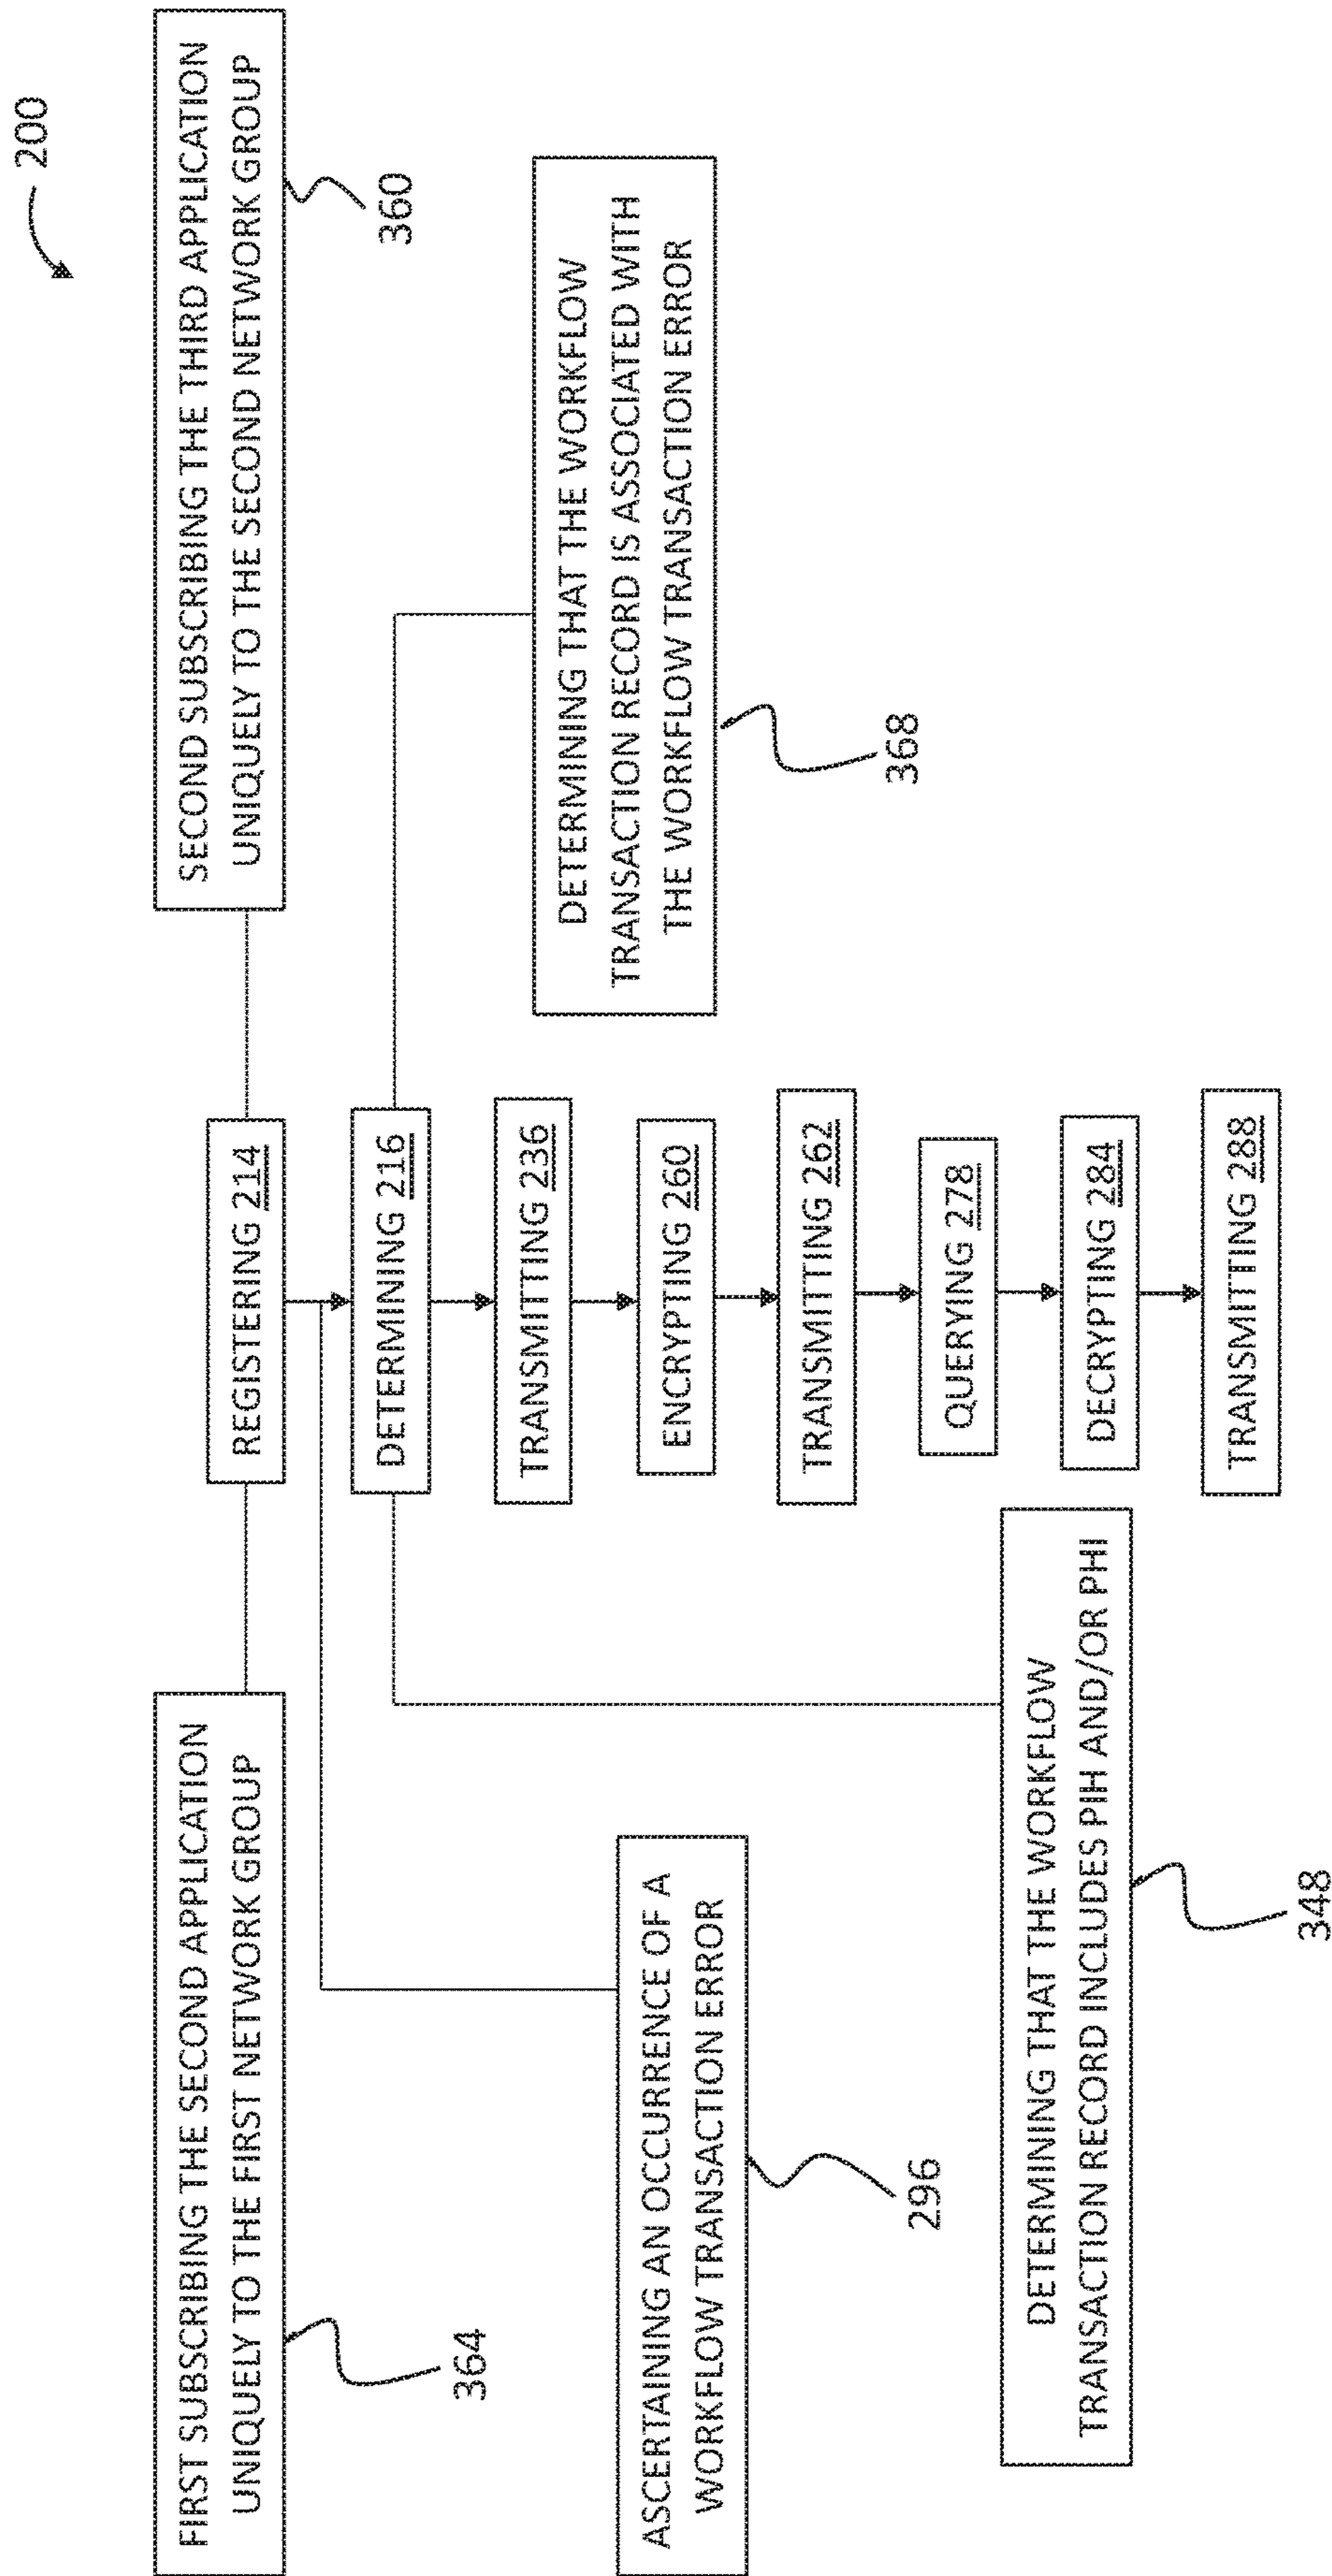 200
FIRST SUBSCRIBING THE SECOND APPLICATION
UNIQUELY TO THE FIRST NETWORK GROUP
364
REGISTERING 214
SECOND SUBSCRIBING THE THIRD APPLICATION
UNIQUELY TO THE SECOND NETWORK GROUP
360
ASCERTAINING AN OCCURRENCE OF A
WORKFLOW TRANSACTION ERROR
296
DETERMINING 216
DETERMINING THAT THE WORKFLOW
TRANSACTION RECORD IS ASSOCIATED WITH
THE WORKFLOW TRANSACTION ERROR
368
TRANSMITTING 236
ENCRYPTING 260
TRANSMITTING 262
QUERYING 278
DETERMINING THAT THE WORKFLOW
TRANSACTION RECORD INCLUDES PIH AND/OR PHI
348
DECRYPTING 284
TRANSMITTING 288